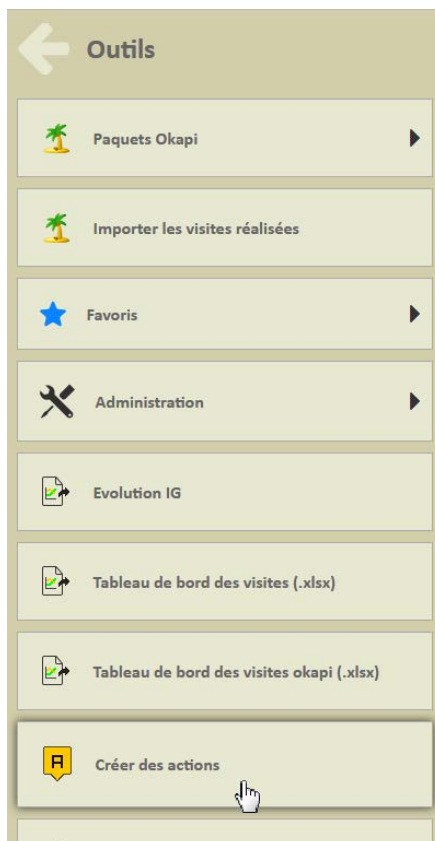 Outils
Paquets Okapi
Importer les visites réalisées
Favoris
Administration
Evolution IG
Tableau de bord des visites (.xlsx)
Tableau de bord des visites okapi (.xlsx)
A
Créer des actions